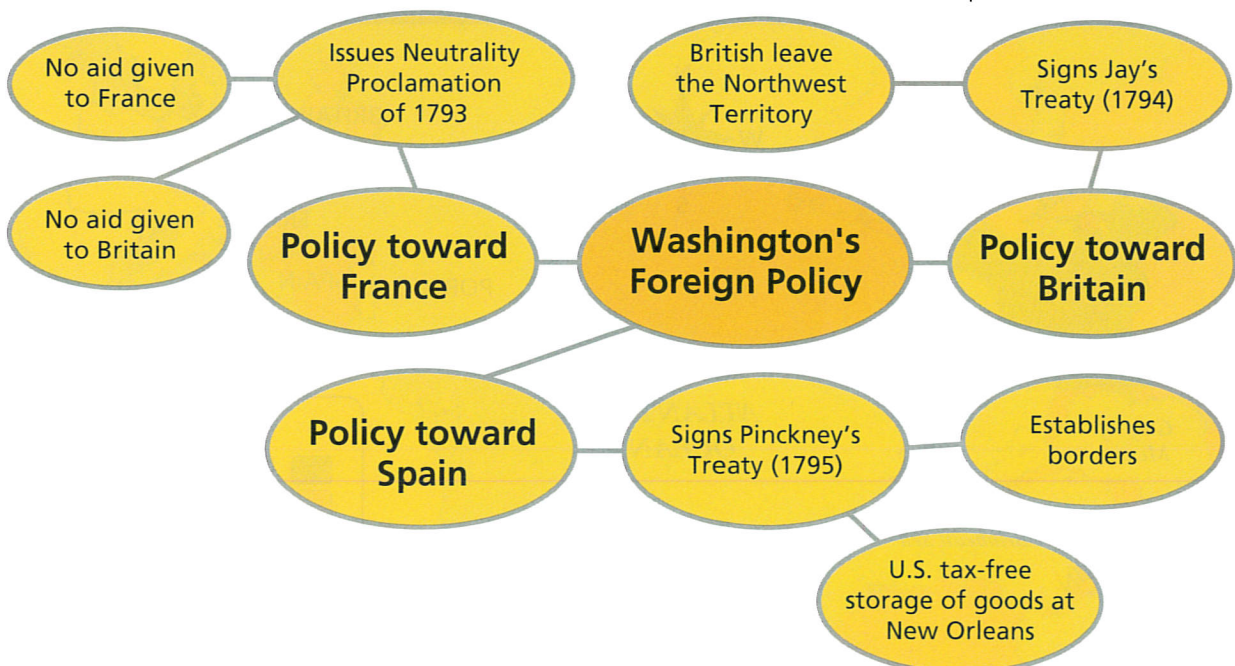 No aid given
to France
Issues Neutrality
Proclamation
of 1793
British leave
the Northwest
Territory
Signs Jay's
Treaty (1794)
No aid given
to Britain
Policy toward
France
Washington's
Foreign Policy
Policy toward
Britain
Policy toward
Spain
Signs Pinckney's
Treaty (1795)
Establishes
borders
U.S. tax-free
storage of goods at
New Orleans